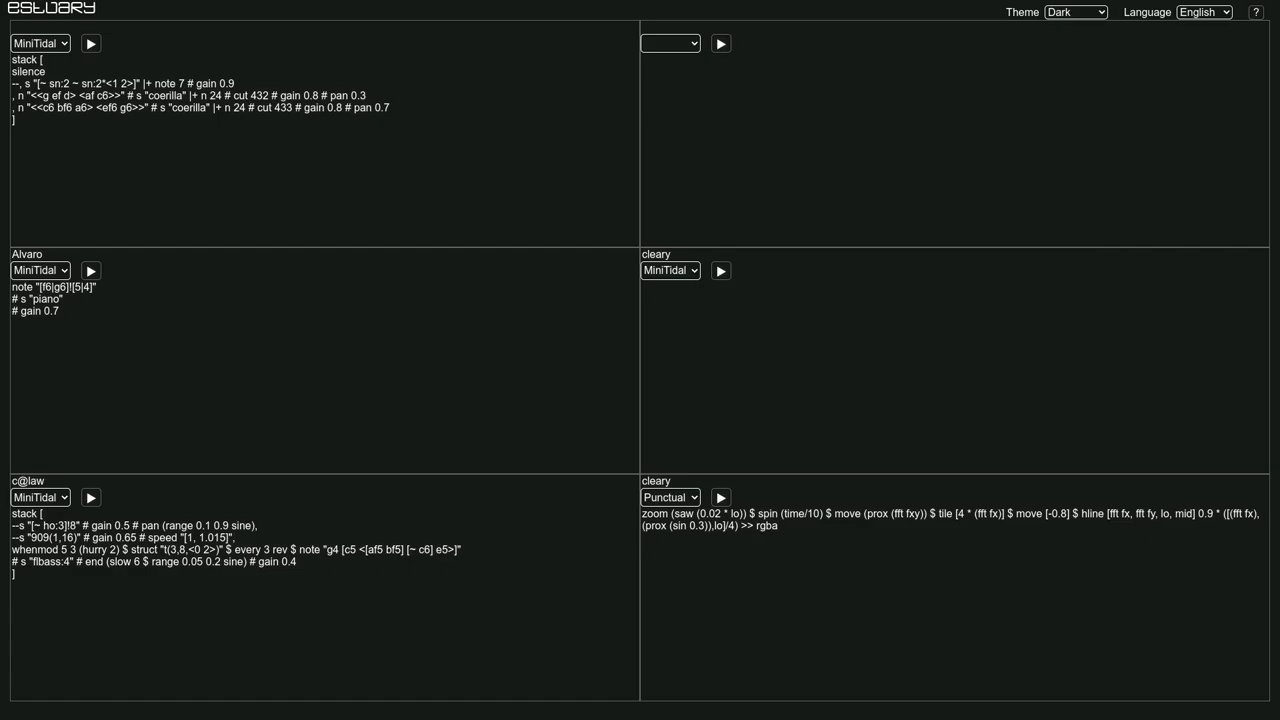 estuary
Theme Dark Language English ?
MiniTidal
stack [
silence
--, s "[~ sn:2 ~ sn:2*<1 2>]" |+ note 7 # gain 0.9
, n "<<g ef d> <af c6>>" # s "coerilla" |+ n 24 # cut 432 # gain 0.8 # pan 0.3
, n "<<c6 bf6 a6> <ef6 g6>>" # s "coerilla" |+ n 24 # cut 433 # gain 0.8 # pan 0.7
]
Alvaro
MiniTidal
note "[f6|g6]![5|4]"
# s "piano"
# gain 0.7
cleary
MiniTidal
c@law
MiniTidal
stack [
--s "[~ ho:3]!8" # gain 0.5 # pan (range 0.1 0.9 sine),
--s "909(1,16)" # gain 0.65 # speed "[1, 1.015]",
whenmod 5 3 (hurry 2) $ struct "t(3,8,<0 2>)" $ every 3 rev $ note "g4 [c5 <[af5 bf5] [~ c6] e5>]"
# s "flbass:4" # end (slow 6 $ range 0.05 0.2 sine) # gain 0.4
]
cleary
Punctual
zoom (saw (0.02 * lo)) $ spin (time/10) $ move (prox (fft fxy)) $ tile [4 * (fft fx)] $ move [-0.8] $ hline [fft fx, fft fy, lo, mid] 0.9 * ([(fft fx),
(prox (sin 0.3)),lo]/4) >> rgba